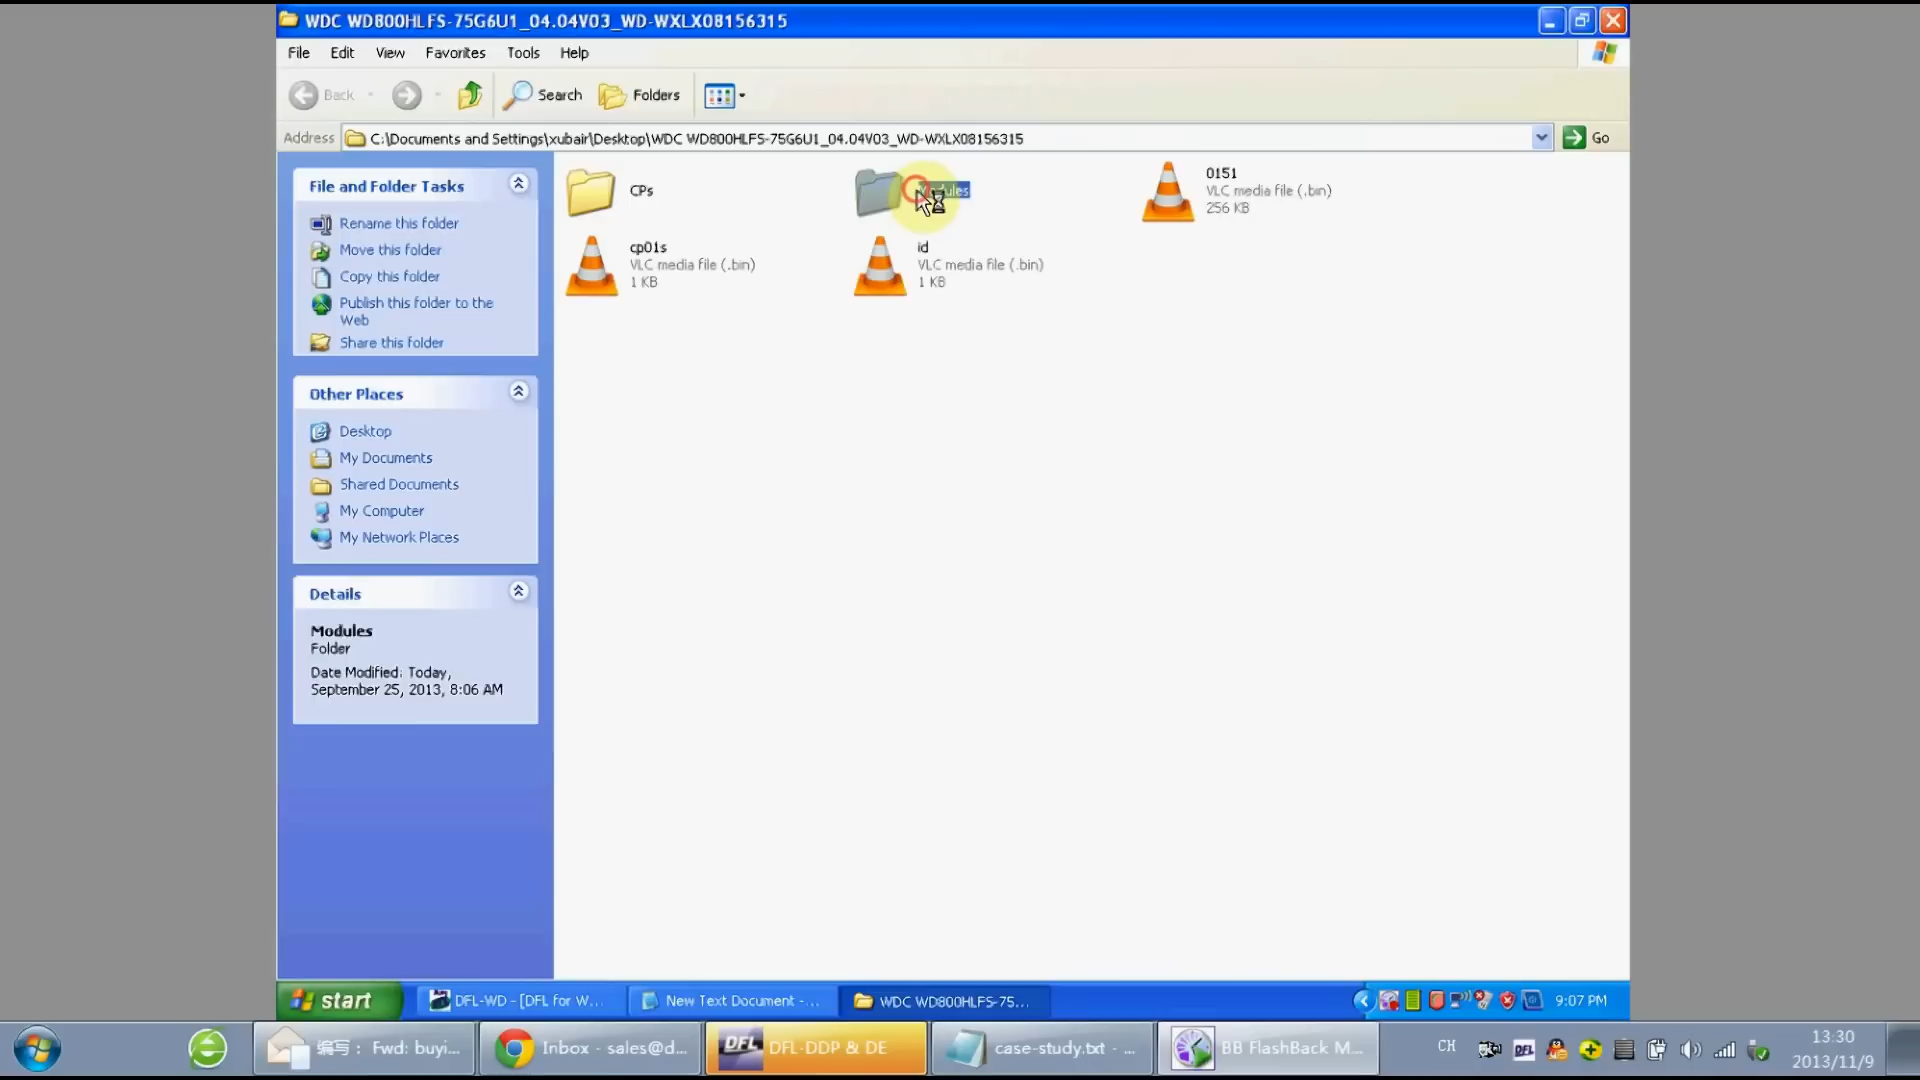 WDC WD800HLFS-75G6U1_04.04V03_WD-WXLX08156315
File Edit View Favorites Tools Help
Back Search Folders
Address C:\Documents and Settings\xubair\Desktop\WDC WD800HLFS-75G6U1_04.04V03_WD-WXLX08156315 Go
File and Folder Tasks
Rename this folder
Move this folder
Copy this folder
Publish this folder to the
Web
Share this folder
Other Places
Desktop
My Documents
Shared Documents
My Computer
My Network Places
Details
Modules
Folder
Date Modified: Today,
September 25, 2013, 8:06 AM
CPs
Modules
0151
VLC media file (.bin)
256 KB
cp01s
VLC media file (.bin)
1 KB
id
VLC media file (.bin)
1 KB
start DFL-WD - [DFL for W... New Text Document - ... WDC WD800HLFS-75... 9:07 PM
编写： Fwd: buyi... Inbox - sales@d... DFL DFL-DDP & DE case-study.txt - ... BB FlashBack M... CH DFL 13:30
2013/11/9